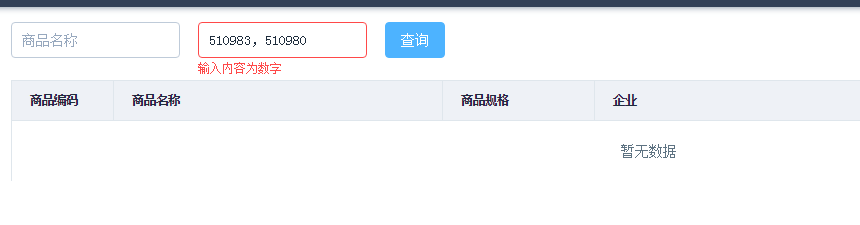 商品名称 510983, 510980 查询
输入内容为数字
商品编码 商品名称 商品规格 企业
暂无数据